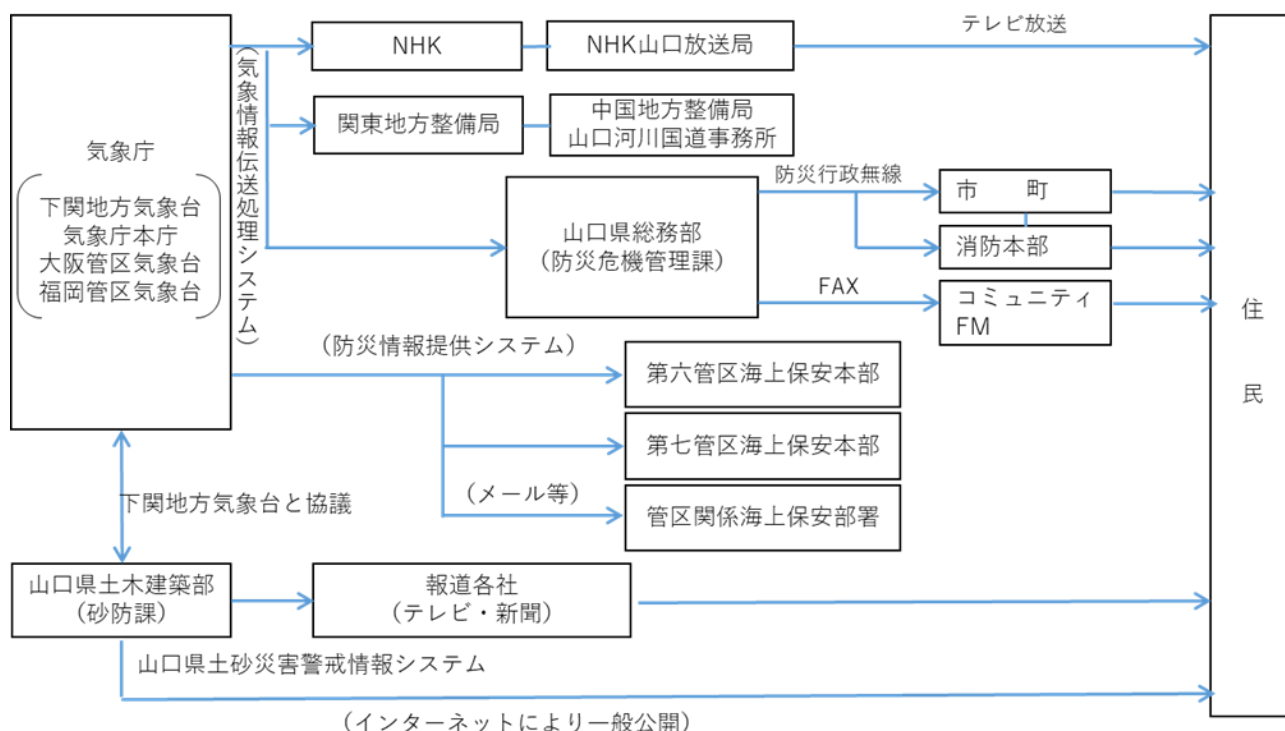 気象庁
下関地方気象台
気象庁本庁
大阪管区気象台
福岡管区気象台
(気象情報伝送処理システム)
NHK
NHK山口放送局
テレビ放送
関東地方整備局
中国地方整備局
山口河川国道事務所
山口県総務部
(防災危機管理課)
防災行政無線
市　　町
消防本部
FAX
コミュニティ
FM
住
民
(防災情報提供システム)
第六管区海上保安本部
第七管区海上保安本部
(メール等)
管区関係海上保安部署
下関地方気象台と協議
山口県土木建築部
(砂防課)
報道各社
(テレビ・新聞)
山口県土砂災害警戒情報システム
(インターネットにより一般公開)